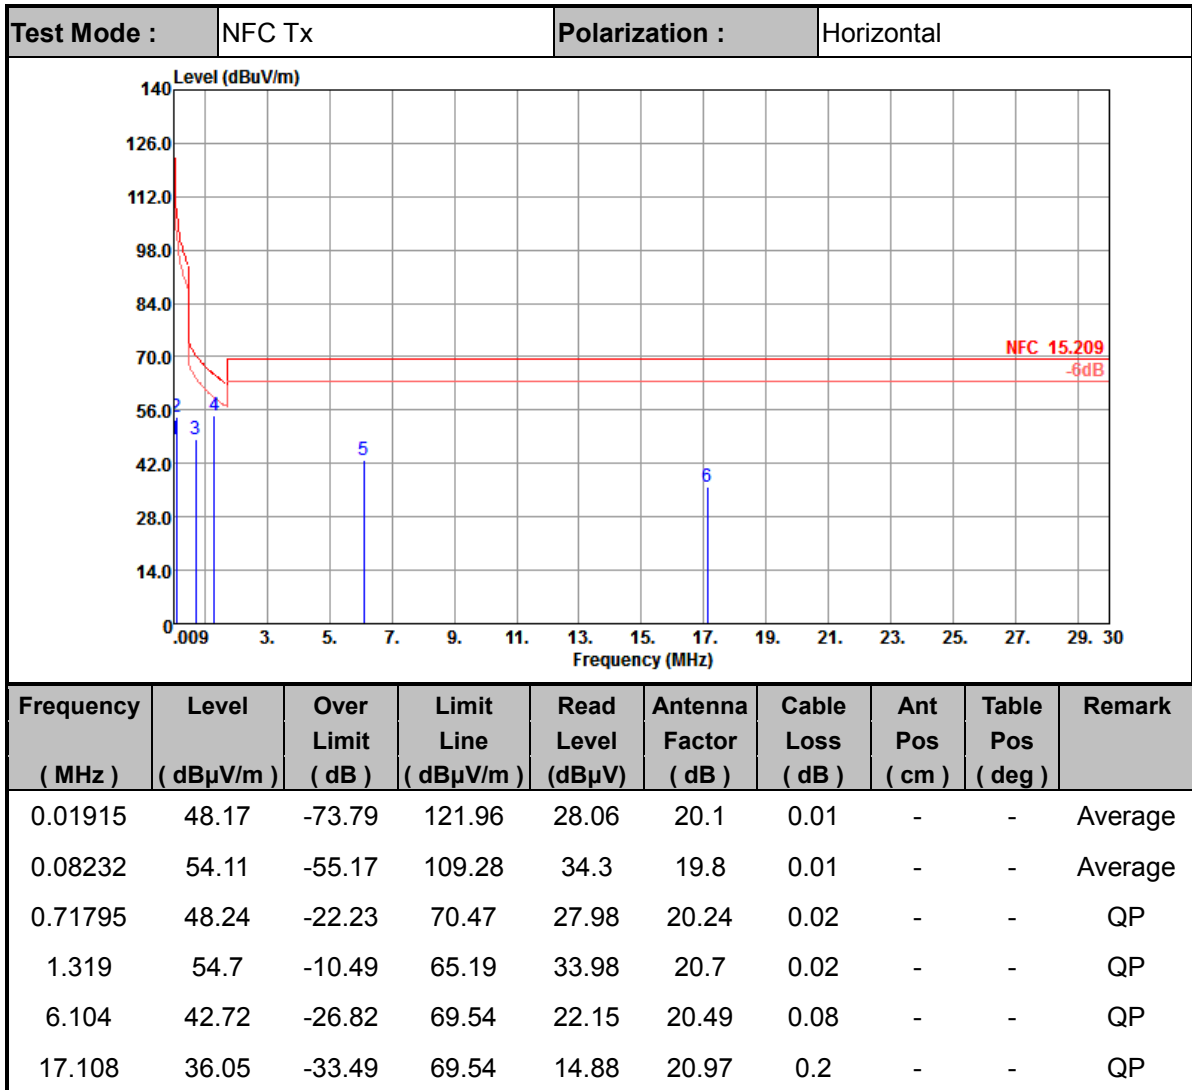 Test Mode : NFC Tx Polarization : Horizontal
Level (dBuV/m)
140
126.0
112.0
98.0
84.0
70.0
56.0
42.0
28.0
14.0
0
NFC 15.209
-6dB
2
3
4
5
6
.009 3. 5. 7. 9. 11. 13. 15. 17. 19. 21. 23. 25. 27. 29. 30
Frequency (MHz)
Frequency Level Over Limit Read Antenna Cable Ant Table Remark
Limit Line Level Factor Loss Pos Pos
( MHz ) ( dBµV/m ) ( dB ) ( dBµV/m ) (dBµV) ( dB ) ( dB ) ( cm ) ( deg )
0.01915 48.17 -73.79 121.96 28.06 20.1 0.01 - - Average
0.08232 54.11 -55.17 109.28 34.3 19.8 0.01 - - Average
0.71795 48.24 -22.23 70.47 27.98 20.24 0.02 - - QP
1.319 54.7 -10.49 65.19 33.98 20.7 0.02 - - QP
6.104 42.72 -26.82 69.54 22.15 20.49 0.08 - - QP
17.108 36.05 -33.49 69.54 14.88 20.97 0.2 - - QP